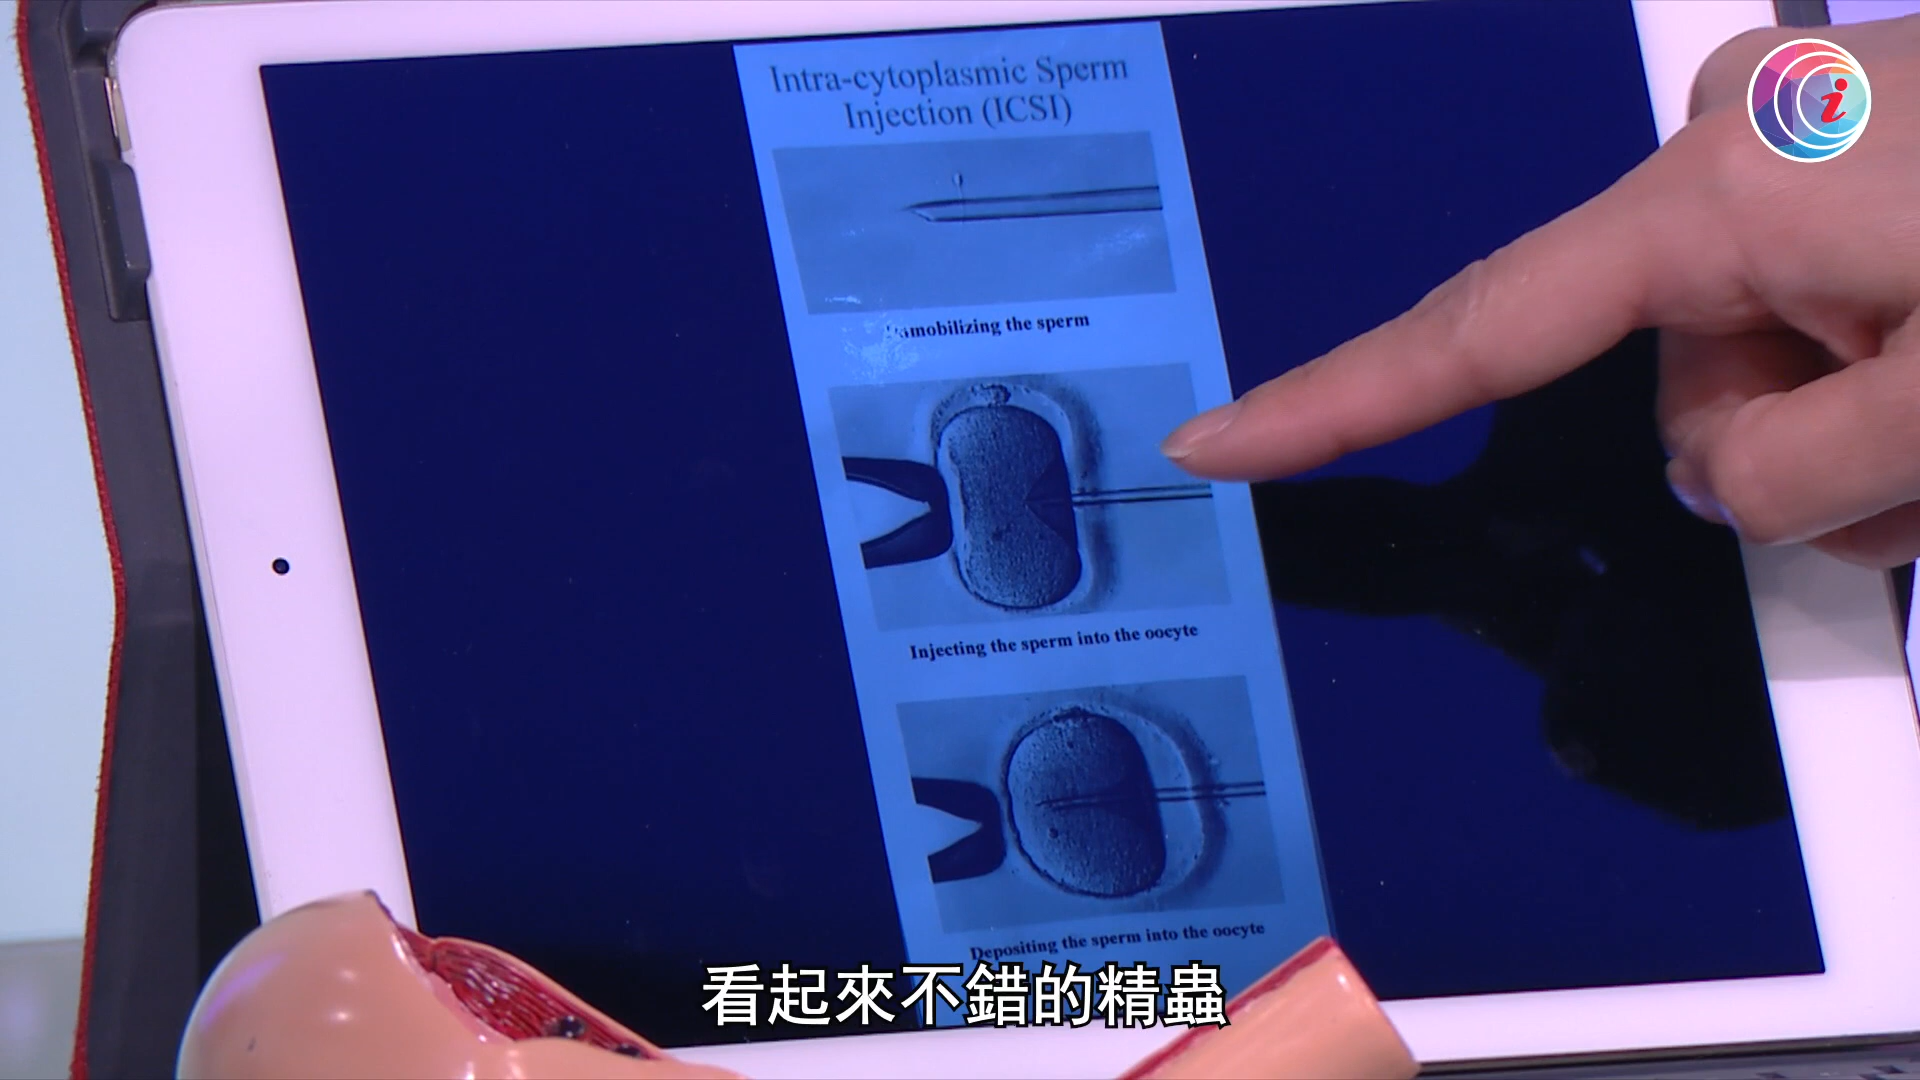 Intra-cytoplasmic Sperm
Injection (ICSI)
i
the sperm
Injecting the sperm into the oocyte
Depositing the sperm into the oocyte
看起來不錯的精蟲